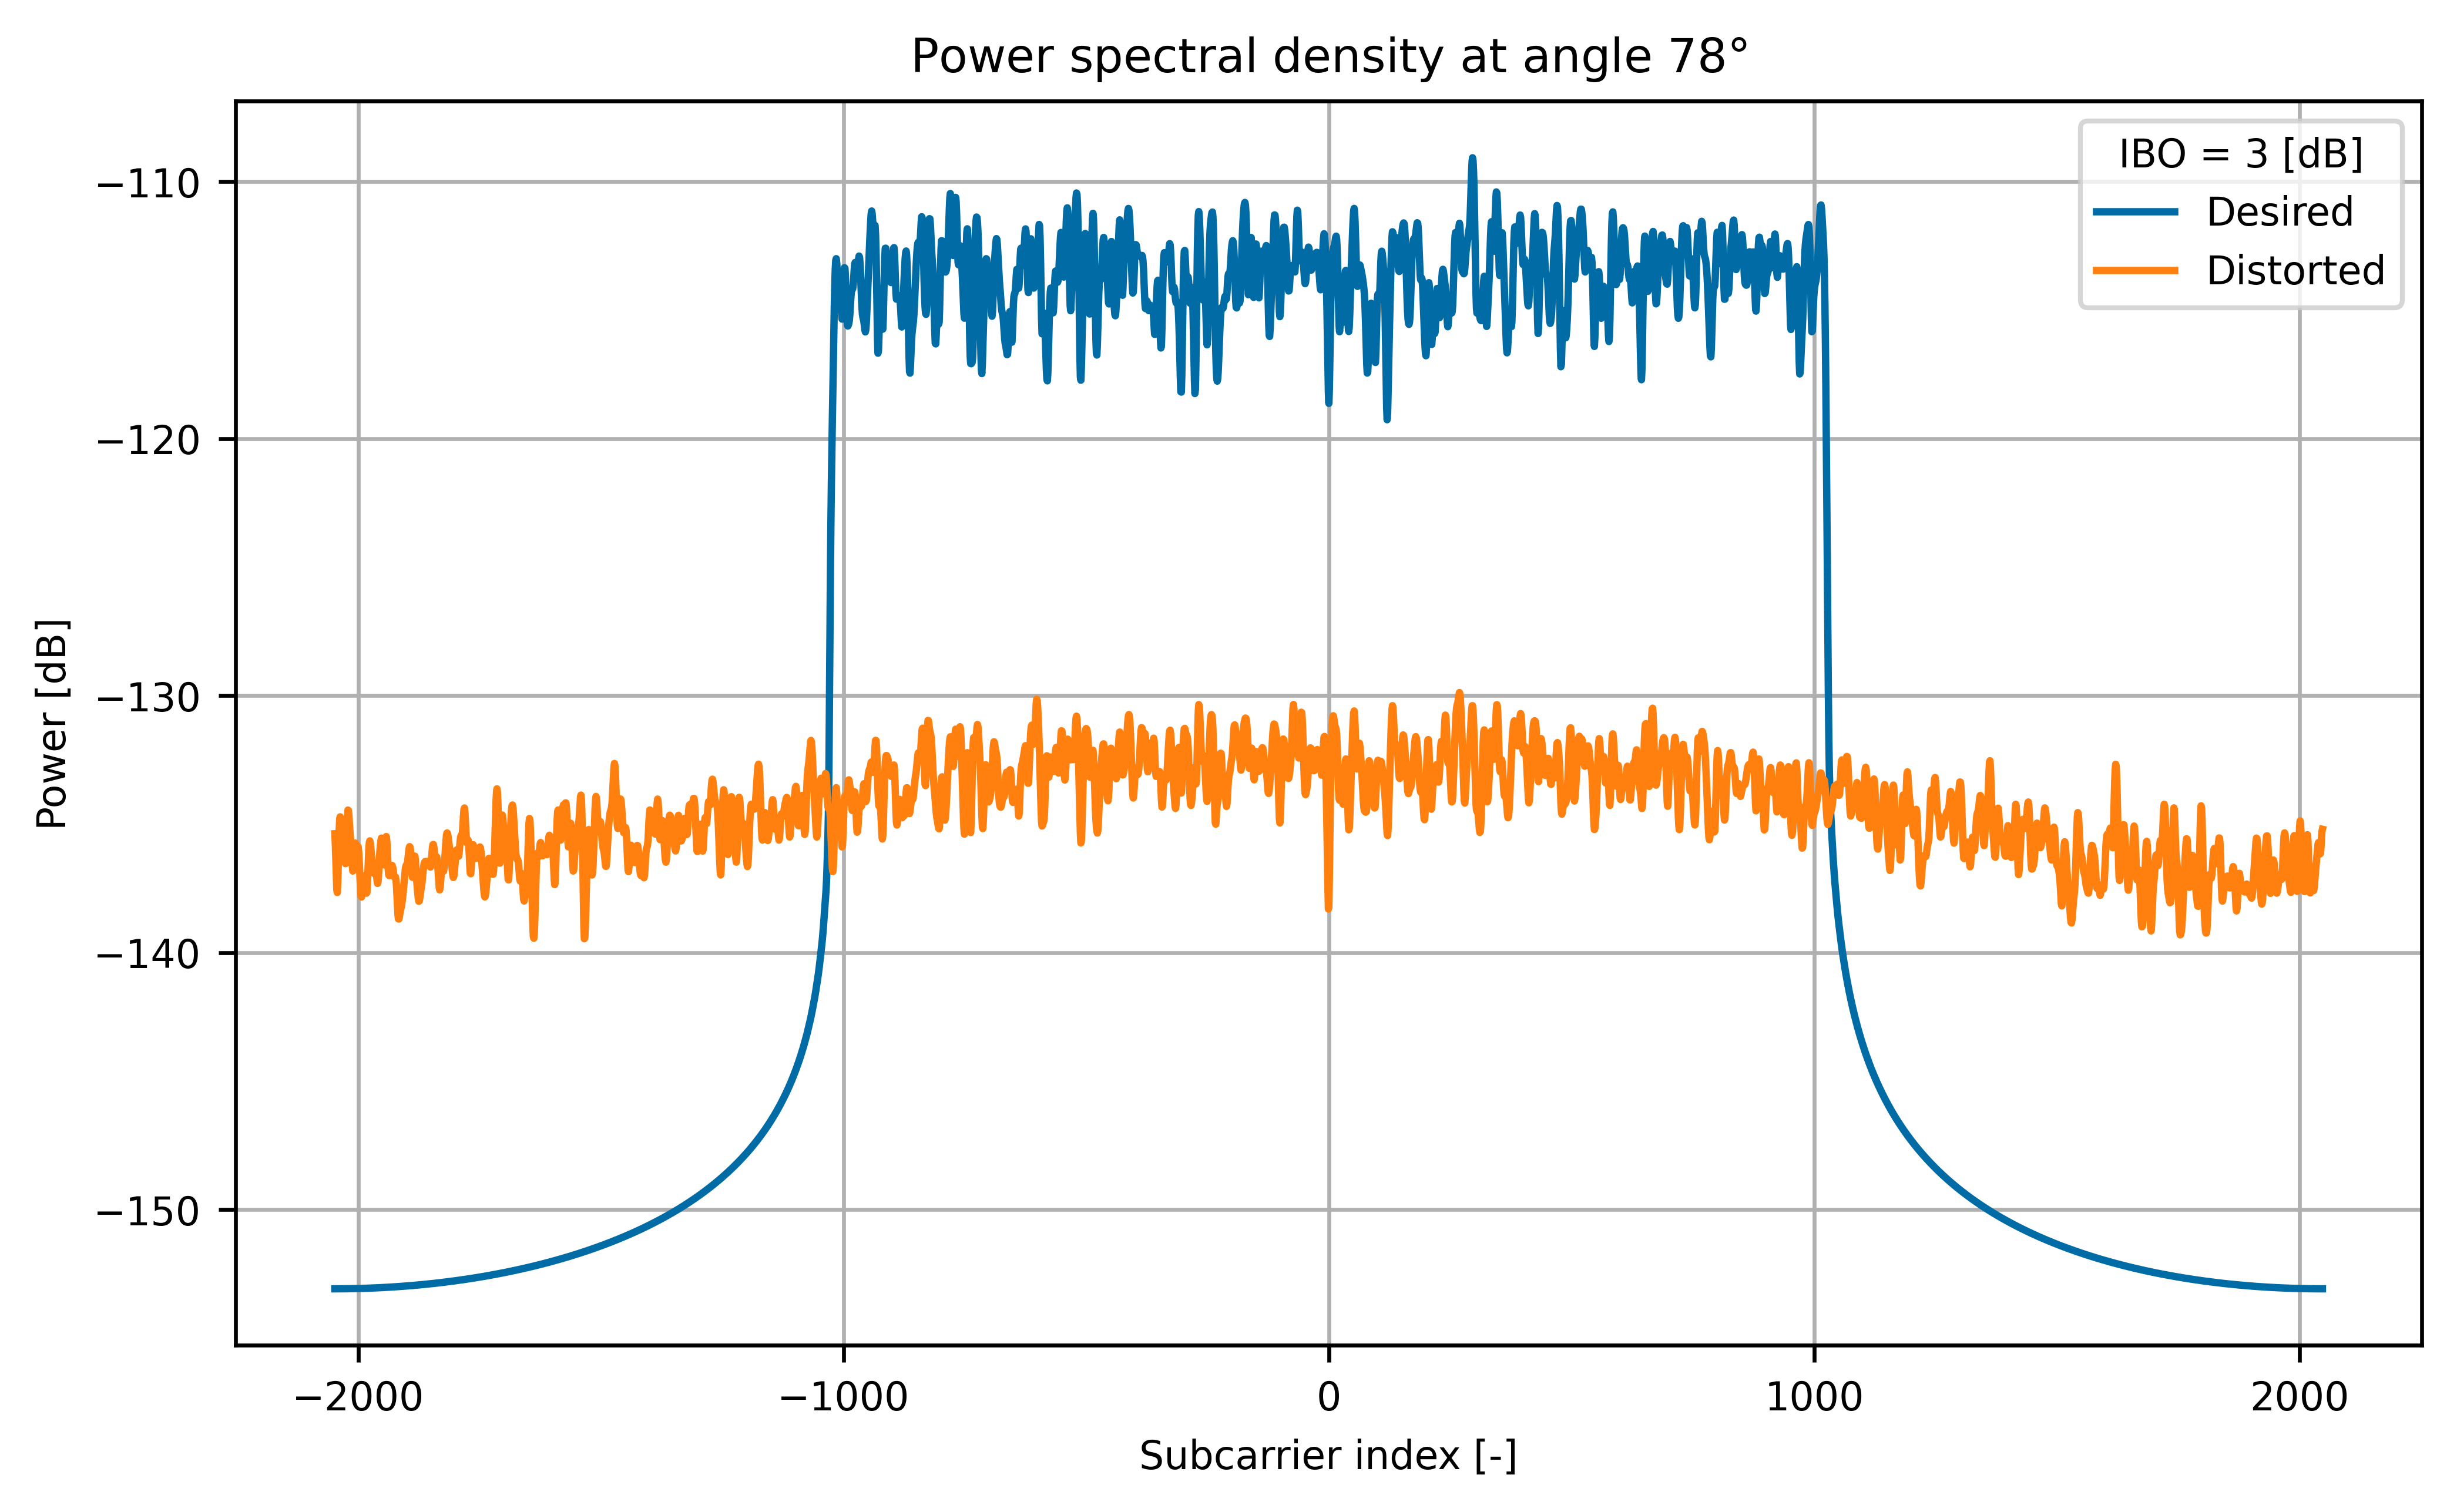 Power spectral density at angle 78°
IBO = 3 [dB]
Desired
Distorted
Power [dB]
−110
−120
−130
−140
−150
−2000
−1000
0
1000
2000
Subcarrier index [-]